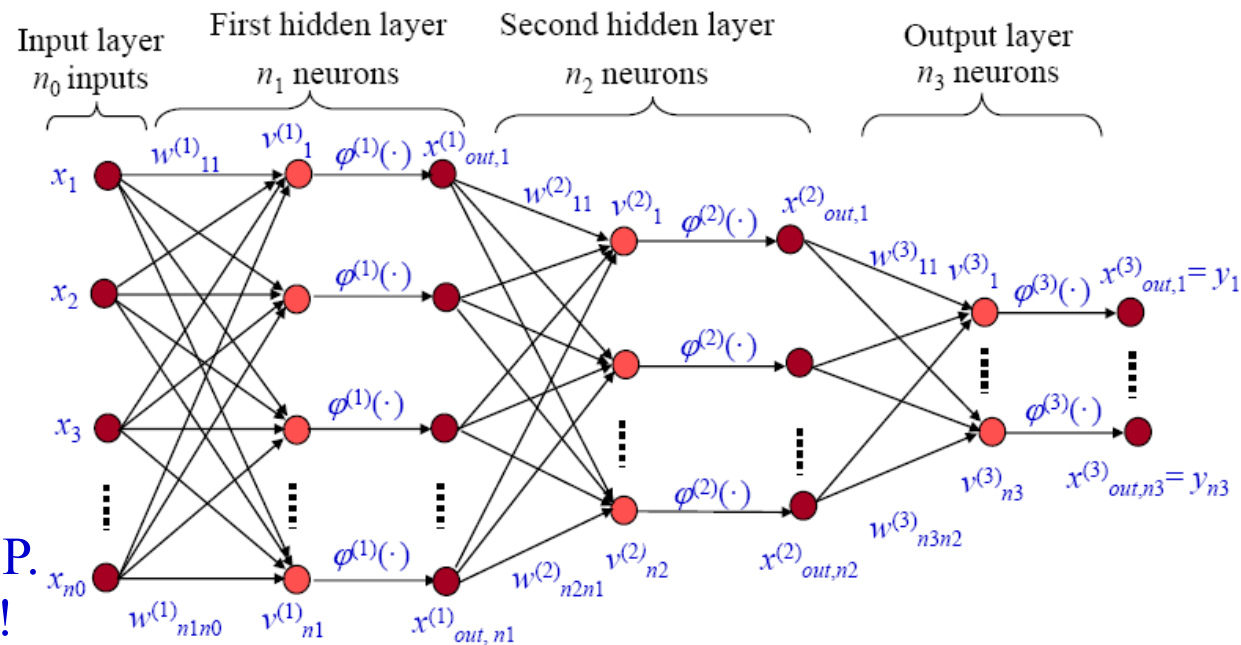 Input layer
n₀ inputs
First hidden layer
n₁ neurons
Second hidden layer
n₂ neurons
Output layer
n₃ neurons
x₁
w⁽¹⁾₁₁
v⁽¹⁾₁
φ⁽¹⁾(·)
x⁽¹⁾out,1
w⁽²⁾₁₁
v⁽²⁾₁
φ⁽²⁾(·)
x⁽²⁾out,1
w⁽³⁾₁₁
v⁽³⁾₁
φ⁽³⁾(·)
x⁽³⁾out,1= y₁
x₂
φ⁽¹⁾(·)
φ⁽²⁾(·)
x₃
φ⁽¹⁾(·)
φ⁽³⁾(·)
v⁽³⁾n3
x⁽³⁾out,n3= yn3
φ⁽²⁾(·)
w⁽³⁾n3n2
P.
xn0
φ⁽¹⁾(·)
w⁽²⁾n2n1
v⁽²⁾n2
x⁽²⁾out,n2
!
w⁽¹⁾n1n0
v⁽¹⁾n1
x⁽¹⁾out, n1